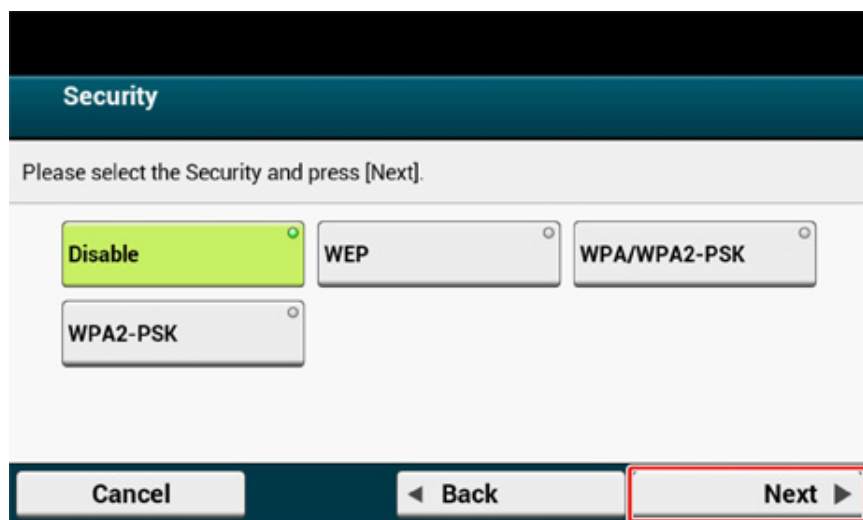 Security
Please select the Security and press [Next].
Disable WEP WPA/WPA2-PSK
WPA2-PSK
Cancel ◀ Back Next ▶